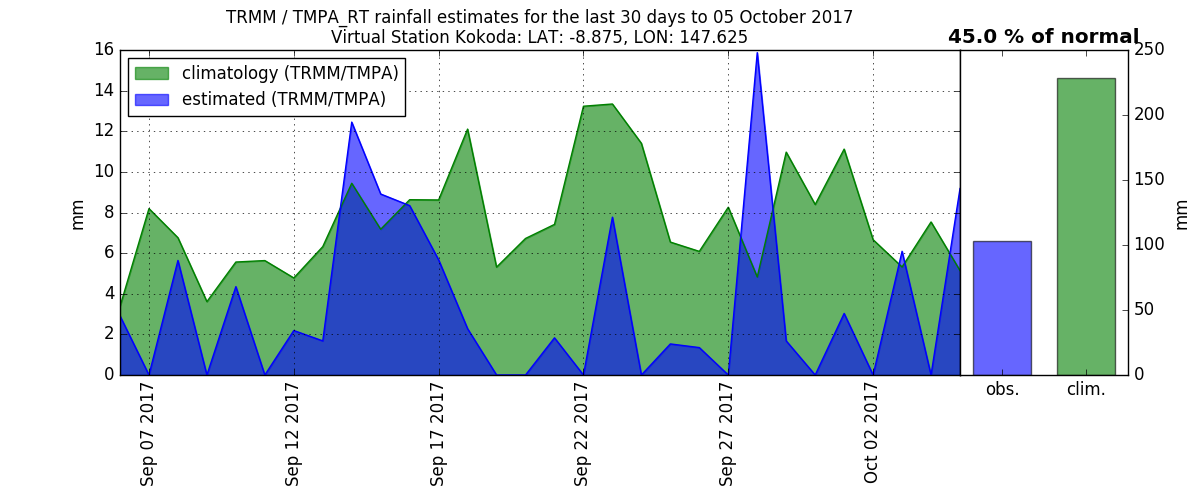 TRMM / TMPA_RT rainfall estimates for the last 30 days to 05 October 2017
Virtual Station Kokoda: LAT: -8.875, LON: 147.625
45.0 % of normal
climatology (TRMM/TMPA)
estimated (TRMM/TMPA)
16
14
12
10
8
6
4
2
0
mm
Sep 07 2017
Sep 12 2017
Sep 17 2017
Sep 22 2017
Sep 27 2017
Oct 02 2017
250
200
150
100
50
0
mm
obs.
clim.